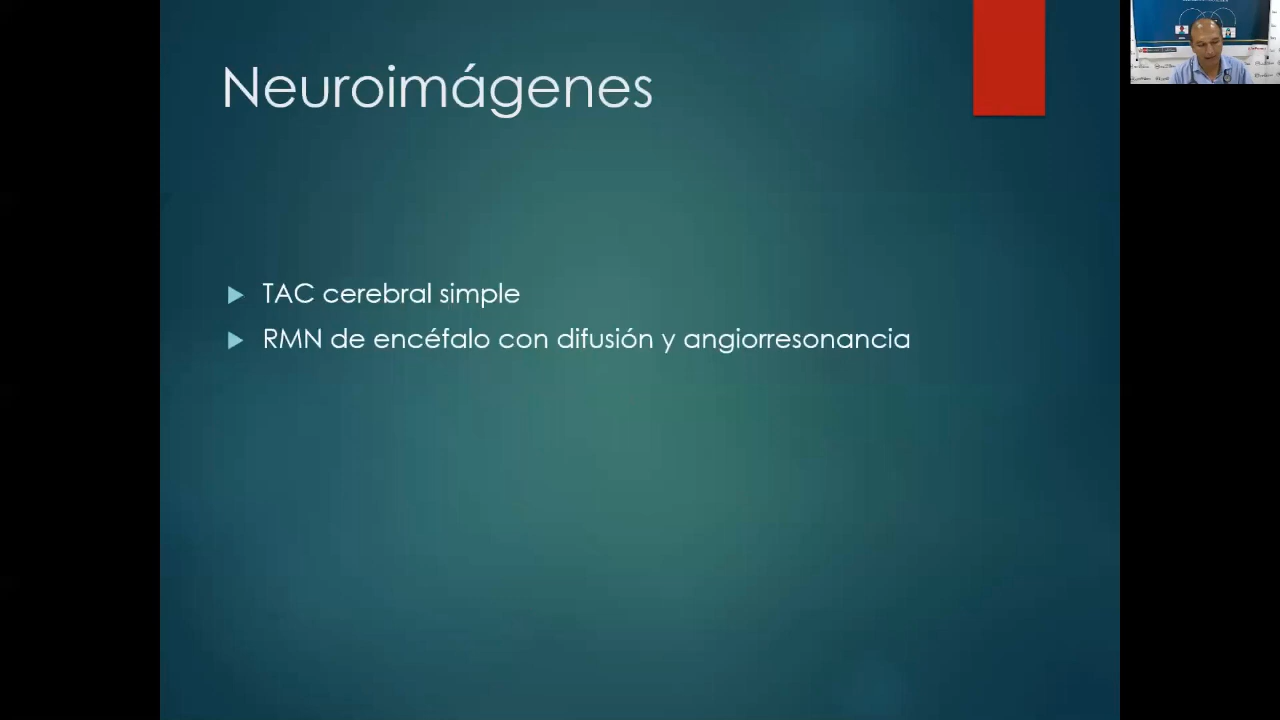 Neuroimágenes
TAC cerebral simple
RMN de encéfalo con difusión y angiorresonancia